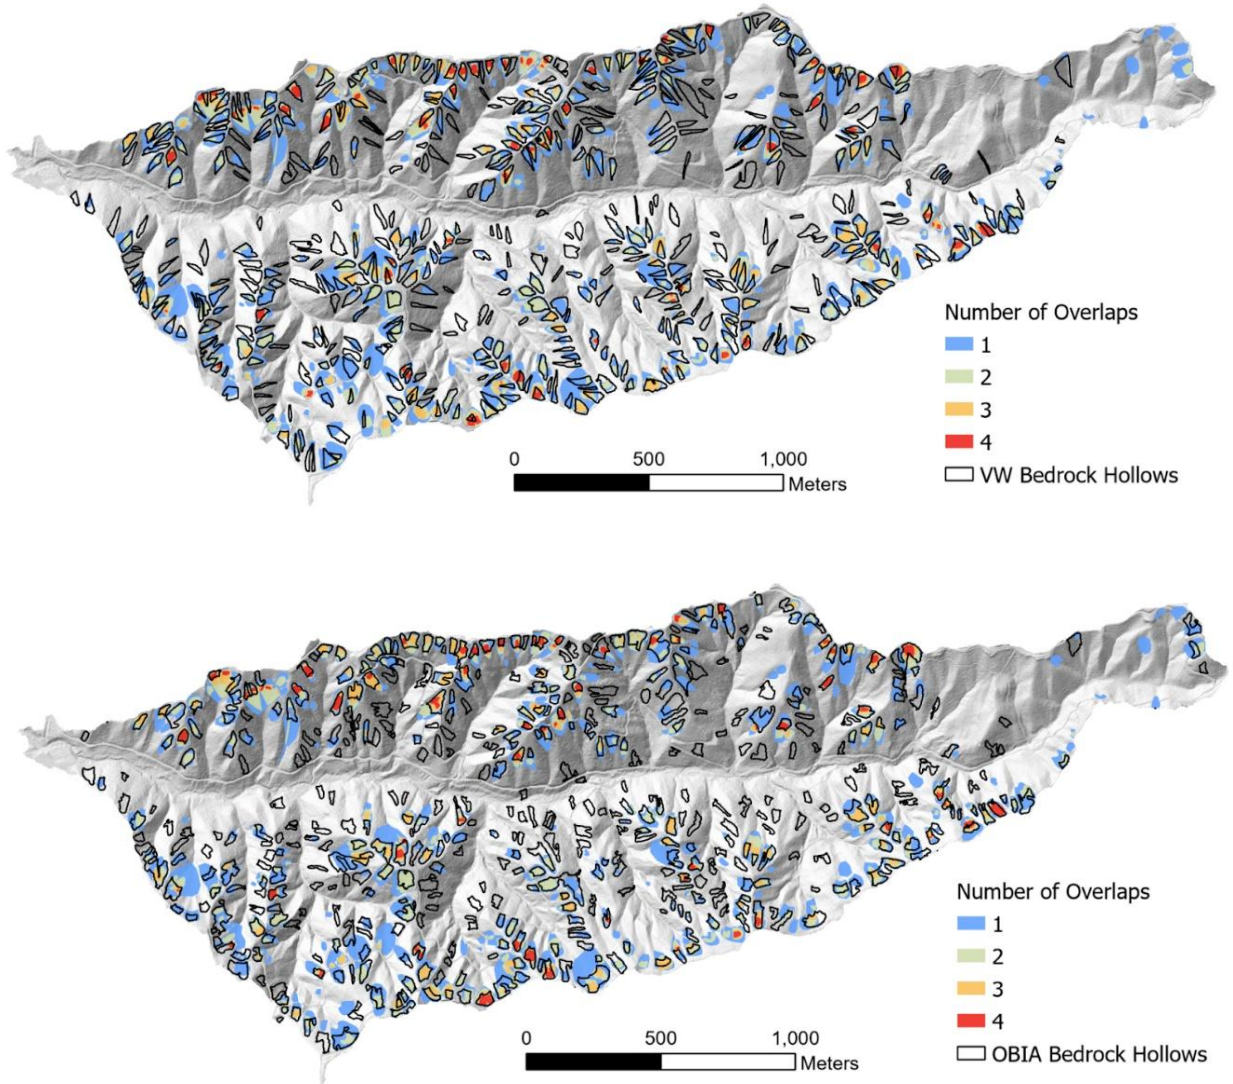 Number of Overlaps
1
2
3
4
VW Bedrock Hollows
0 500 1,000
Meters
Number of Overlaps
1
2
3
4
OBIA Bedrock Hollows
0 500 1,000
Meters